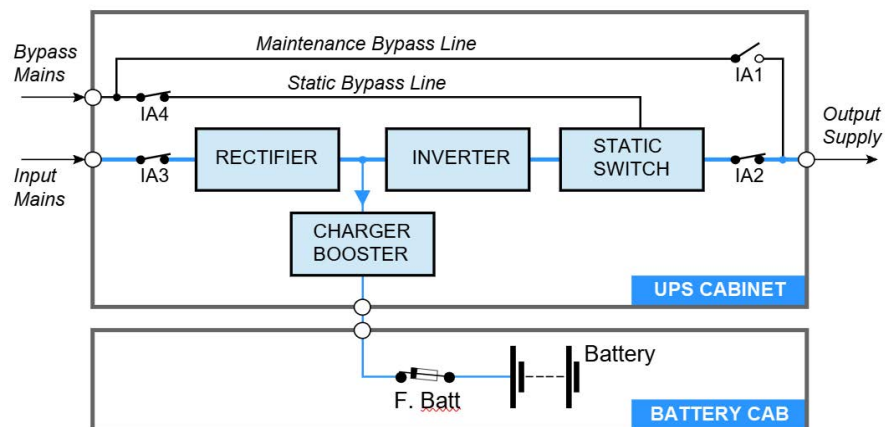 Bypass
Mains
Maintenance Bypass Line
IA1
Static Bypass Line
IA4
Output
Supply
Input
Mains
IA3
RECTIFIER
INVERTER
STATIC
SWITCH
IA2
CHARGER
BOOSTER
UPS CABINET
F. Batt
Battery
BATTERY CAB